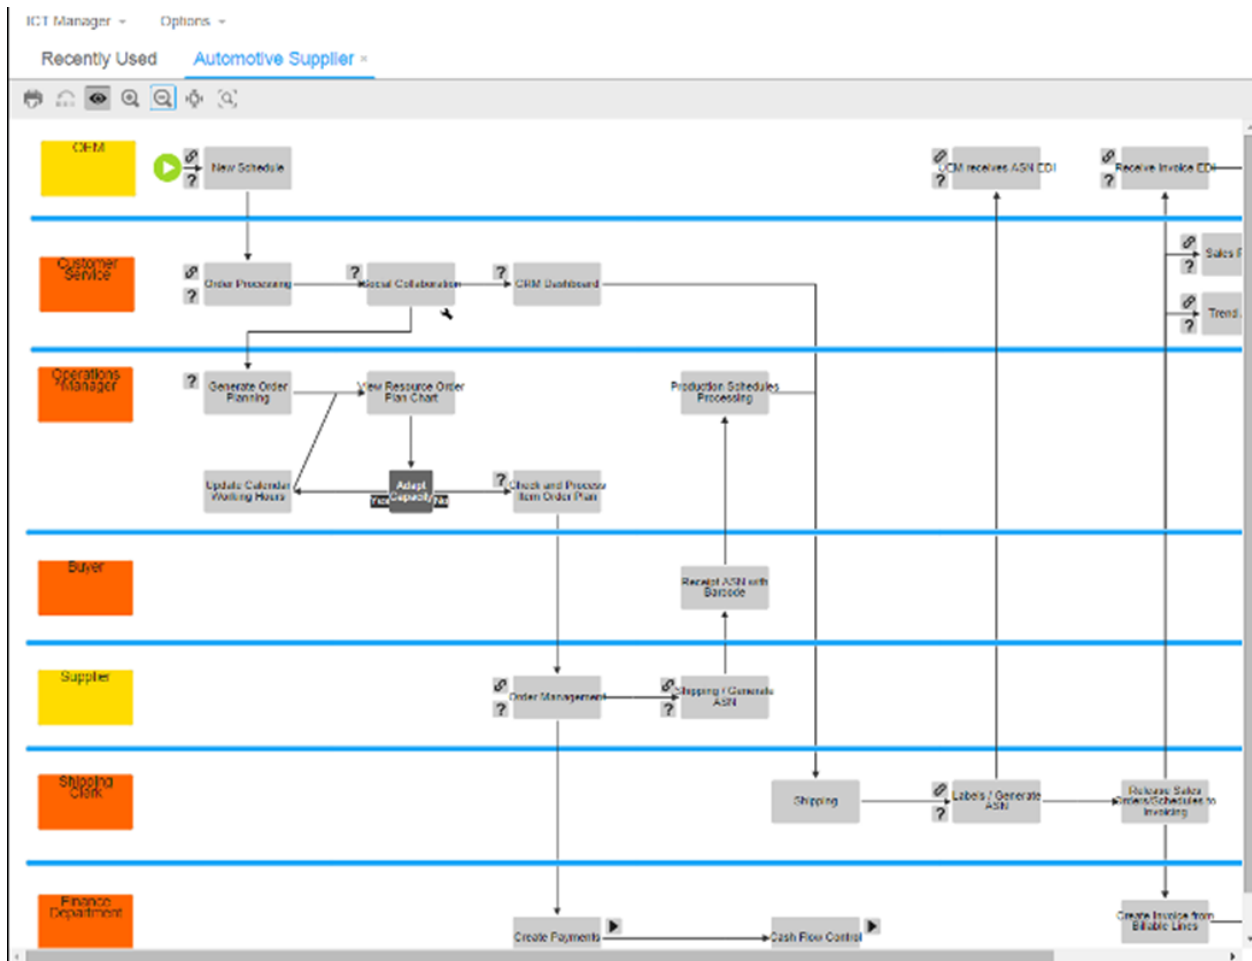 ICT Manager
Options
Recently Used
Automotive Supplier ×
OEM
New Schedule
OEM receives ASN EDI
Receive Invoice EDI
Customer
Service
Order Processing
Social Collaboration
CRM Dashboard
Sales
Trend
Operations
Manager
Generate Order
Planning
View Resource Order
Plan Chart
Production Schedules
Processing
Update Calendar
Working Hours
Yes
Adapt
Capacity
No
Check and Process
Item Order Plan
Buyer
Receipt ASN with
Barcode
Supplier
Order Management
Shipping / Generate
ASN
Shipping
Clerk
Shipping
Labels / Generate
ASN
Release Sales
Orders/Schedules to
Invoicing
Finance
Department
Create Payments
Cash Flow Control
Create Invoice from
Billable Lines